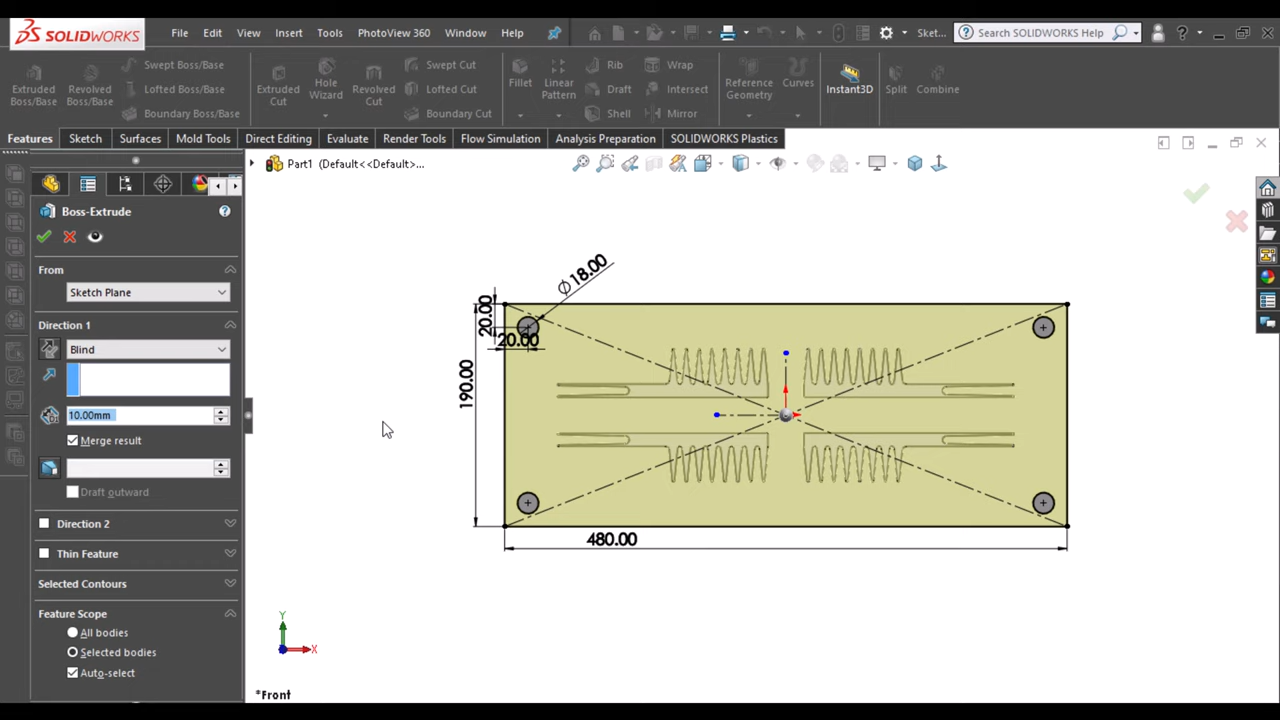 SOLIDWORKS
File Edit View Insert Tools PhotoView 360 Window Help
Sket...
Search SOLIDWORKS Help
Extruded Boss/Base
Revolved Boss/Base
Swept Boss/Base
Lofted Boss/Base
Boundary Boss/Base
Extruded Cut
Hole Wizard
Revolved Cut
Swept Cut
Lofted Cut
Boundary Cut
Fillet
Linear Pattern
Rib
Draft
Shell
Wrap
Intersect
Mirror
Reference Geometry
Curves
Instant3D
Split
Combine
Features Sketch Surfaces Mold Tools Direct Editing Evaluate Render Tools Flow Simulation Analysis Preparation SOLIDWORKS Plastics
Part1 (Default<<Default>...
Boss-Extrude
From
Sketch Plane
Direction 1
Blind
10.00mm
Merge result
Draft outward
Direction 2
Thin Feature
Selected Contours
Feature Scope
All bodies
Selected bodies
Auto-select
∅18.00
20.00
20.00
190.00
480.00
Y
X
*Front